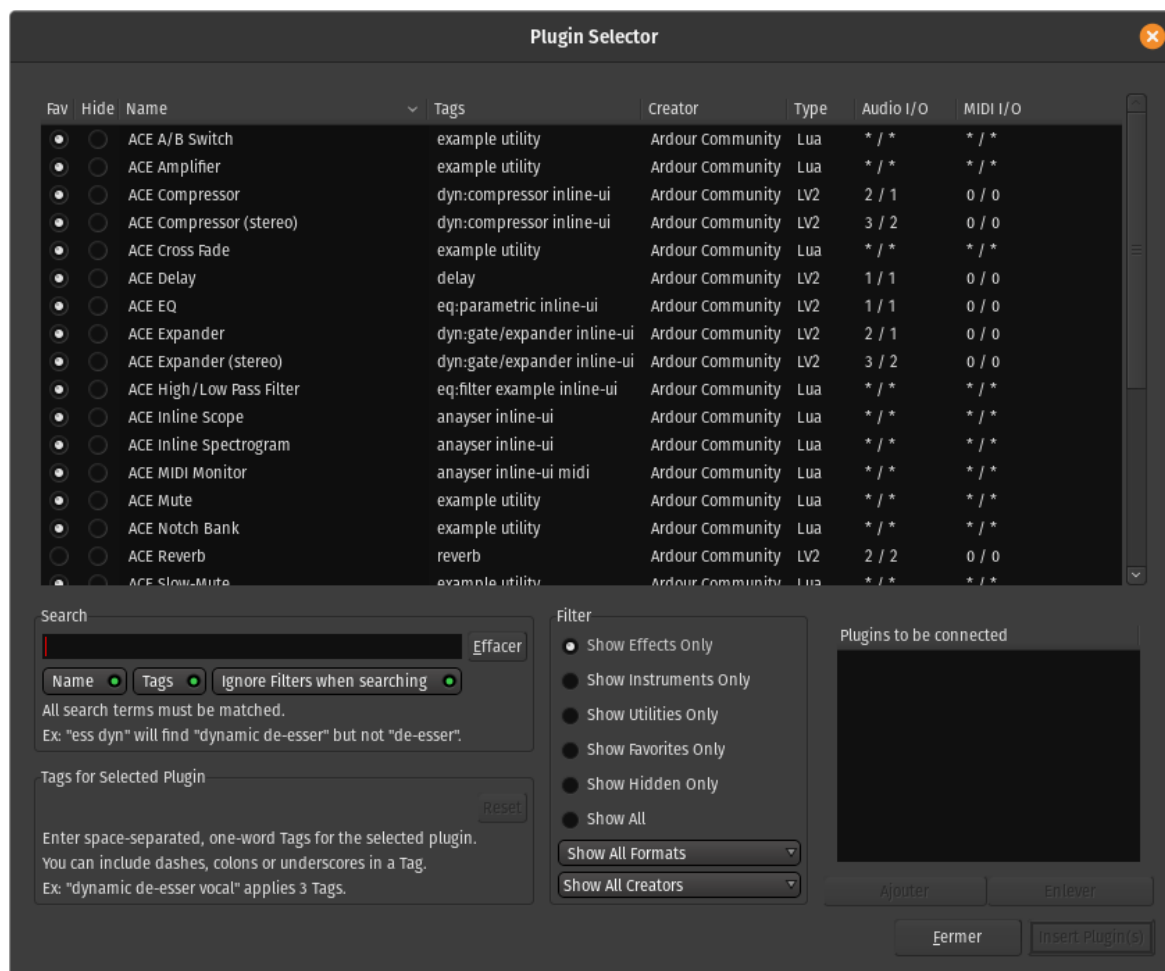 Plugin Selector
Fav Hide Name Tags Creator Type Audio I/O MIDI I/O
ACE A/B Switch example utility Ardour Community Lua * / * * / *
ACE Amplifier example utility Ardour Community Lua * / * * / *
ACE Compressor dyn:compressor inline-ui Ardour Community LV2 2 / 1 0 / 0
ACE Compressor (stereo) dyn:compressor inline-ui Ardour Community LV2 3 / 2 0 / 0
ACE Cross Fade example utility Ardour Community Lua * / * * / *
ACE Delay delay Ardour Community LV2 1 / 1 0 / 0
ACE EQ eq:parametric inline-ui Ardour Community LV2 1 / 1 0 / 0
ACE Expander dyn:gate/expander inline-ui Ardour Community LV2 2 / 1 0 / 0
ACE Expander (stereo) dyn:gate/expander inline-ui Ardour Community LV2 3 / 2 0 / 0
ACE High/Low Pass Filter eq:filter example inline-ui Ardour Community Lua * / * * / *
ACE Inline Scope anayser inline-ui Ardour Community Lua * / * * / *
ACE Inline Spectrogram anayser inline-ui Ardour Community Lua * / * * / *
ACE MIDI Monitor anayser inline-ui midi Ardour Community Lua * / * * / *
ACE Mute example utility Ardour Community Lua * / * * / *
ACE Notch Bank example utility Ardour Community Lua * / * * / *
ACE Reverb reverb Ardour Community LV2 2 / 2 0 / 0
ACE Slow-Mute example utility Ardour Community Lua * / * * / *
Search
Effacer
Name Tags Ignore Filters when searching
All search terms must be matched.
Ex: "ess dyn" will find "dynamic de-esser" but not "de-esser".
Tags for Selected Plugin
Reset
Enter space-separated, one-word Tags for the selected plugin.
You can include dashes, colons or underscores in a Tag.
Ex: "dynamic de-esser vocal" applies 3 Tags.
Filter
Show Effects Only
Show Instruments Only
Show Utilities Only
Show Favorites Only
Show Hidden Only
Show All
Show All Formats
Show All Creators
Plugins to be connected
Ajouter Enlever
Fermer Insert Plugin(s)